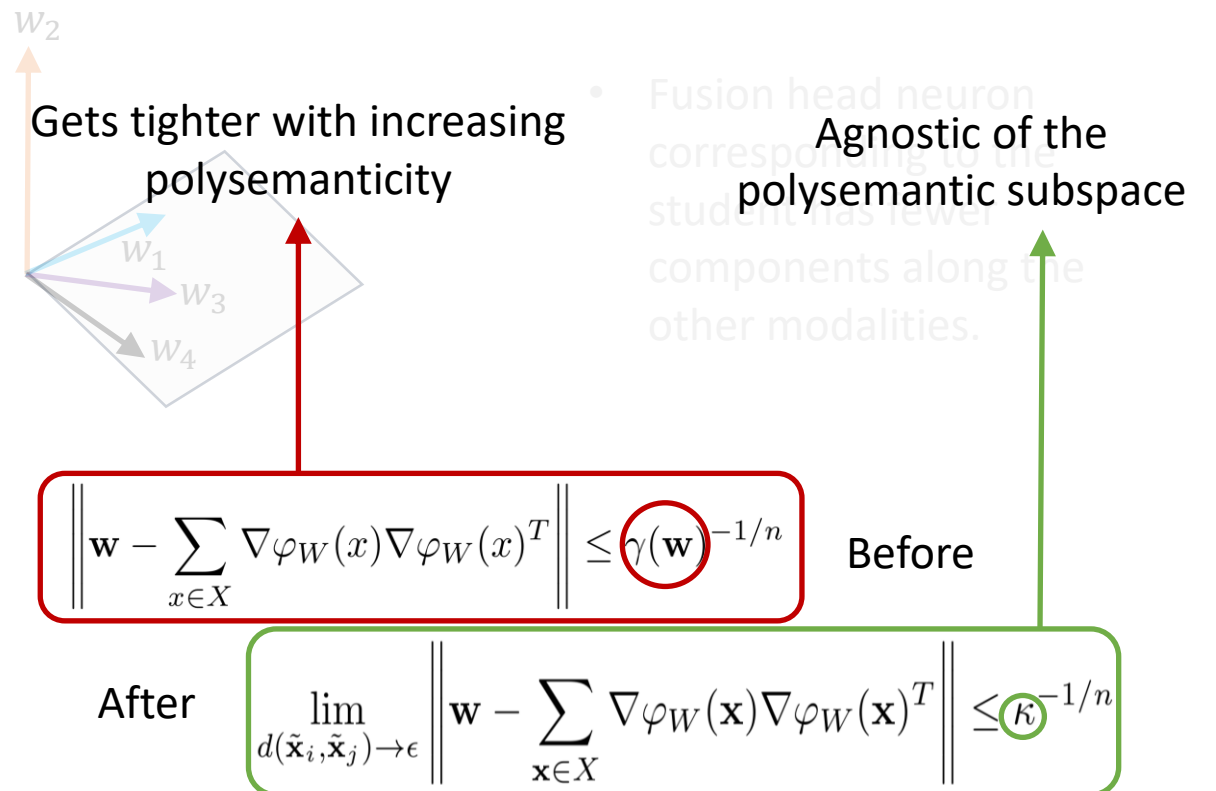 w₂
Gets tighter with increasing
polysemanticity
• Fusion head neuron
corresponding to the
student has fewer
components along the
other modalities.
Agnostic of the
polysemantic subspace
w₁
w₃
w₄
‖w − ∑_{x∈X} ∇φ_W(x)∇φ_W(x)^T‖ ≤ γ(w)^{−1/n}
Before
After
lim_{d(x̃_i,x̃_j)→ϵ} ‖w − ∑_{x∈X} ∇φ_W(x)∇φ_W(x)^T‖ ≤ κ^{−1/n}